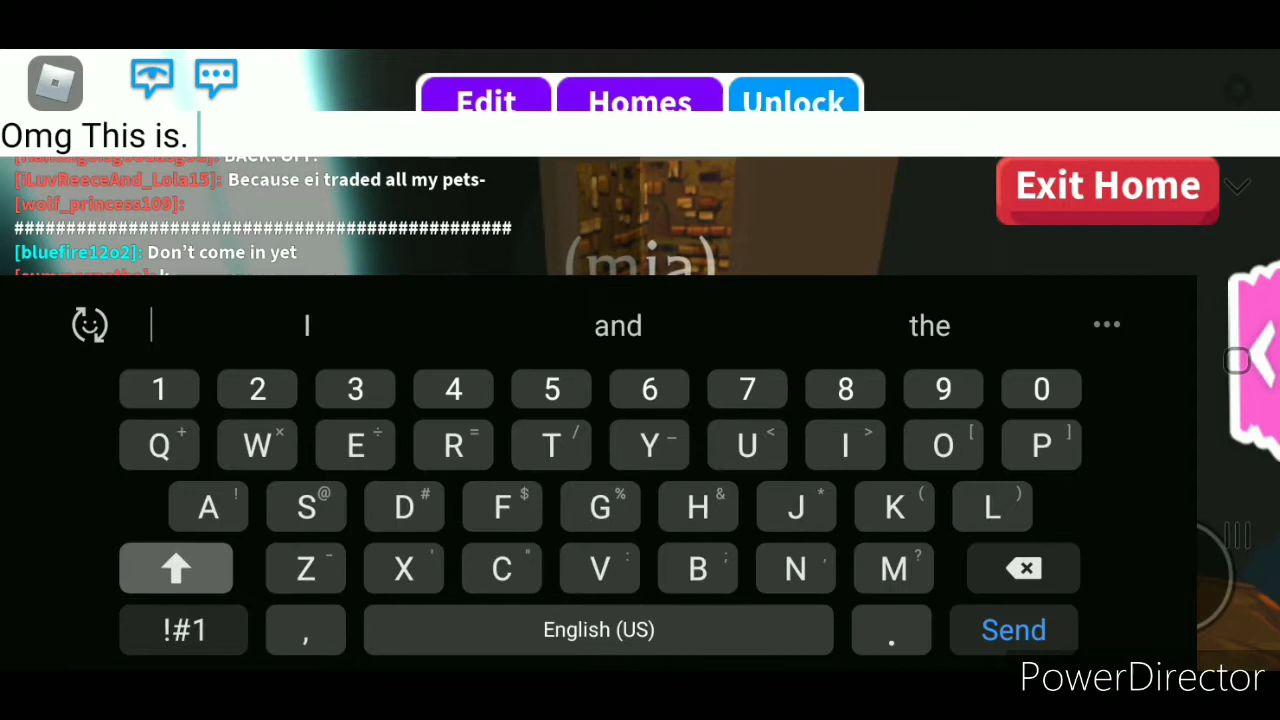 Edit Homes Unlock
Omg This is.
BACK. OFF.
[iLuvReeceAnd_Lola15]: Because ei traded all my pets-
[wolf_princess109]:
##############################################
[bluefire12o2]: Don’t come in yet
Exit Home
(mia)
I and the •••
1 2 3 4 5 6 7 8 9 0
Q + W × E ÷ R = T / Y _ U < I > O [ P ]
A ! S @ D # F $ G % H & J * K ( L )
Z - X ' C " V : B ; N , M ?
!#1 , English (US) . Send
PowerDirector